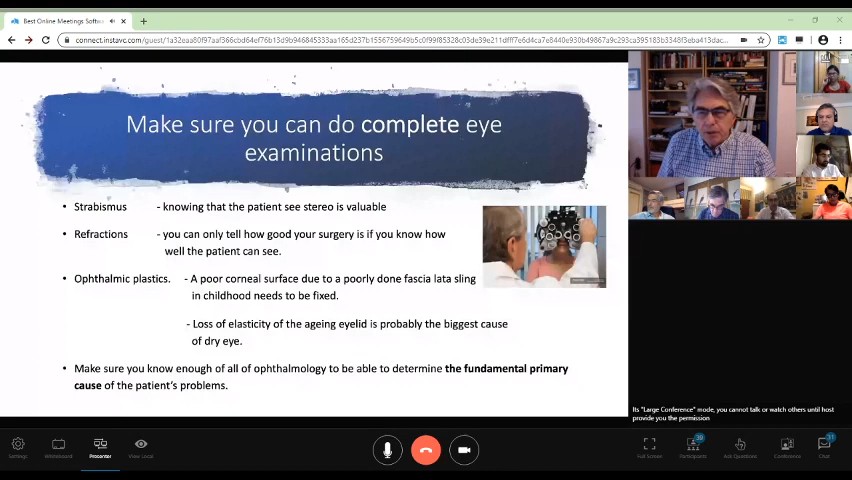 Best Online Meetings Softwa
connect.instavc.com/guest/
Make sure you can do complete eye
examinations
• Strabismus - knowing that the patient see stereo is valuable
• Refractions - you can only tell how good your surgery is if you know how
well the patient can see.
• Ophthalmic plastics. - A poor corneal surface due to a poorly done fascia lata sling
in childhood needs to be fixed.
- Loss of elasticity of the ageing eyelid is probably the biggest cause
of dry eye.
• Make sure you know enough of all of ophthalmology to be able to determine the fundamental primary
cause of the patient's problems.
Its "Large Conference" mode, you cannot talk or watch others until host
provide you the permission
Settings
Whiteboard
Presenter
View Local
Full Screen
Participants
Ask Questions
Conference
31
Chat